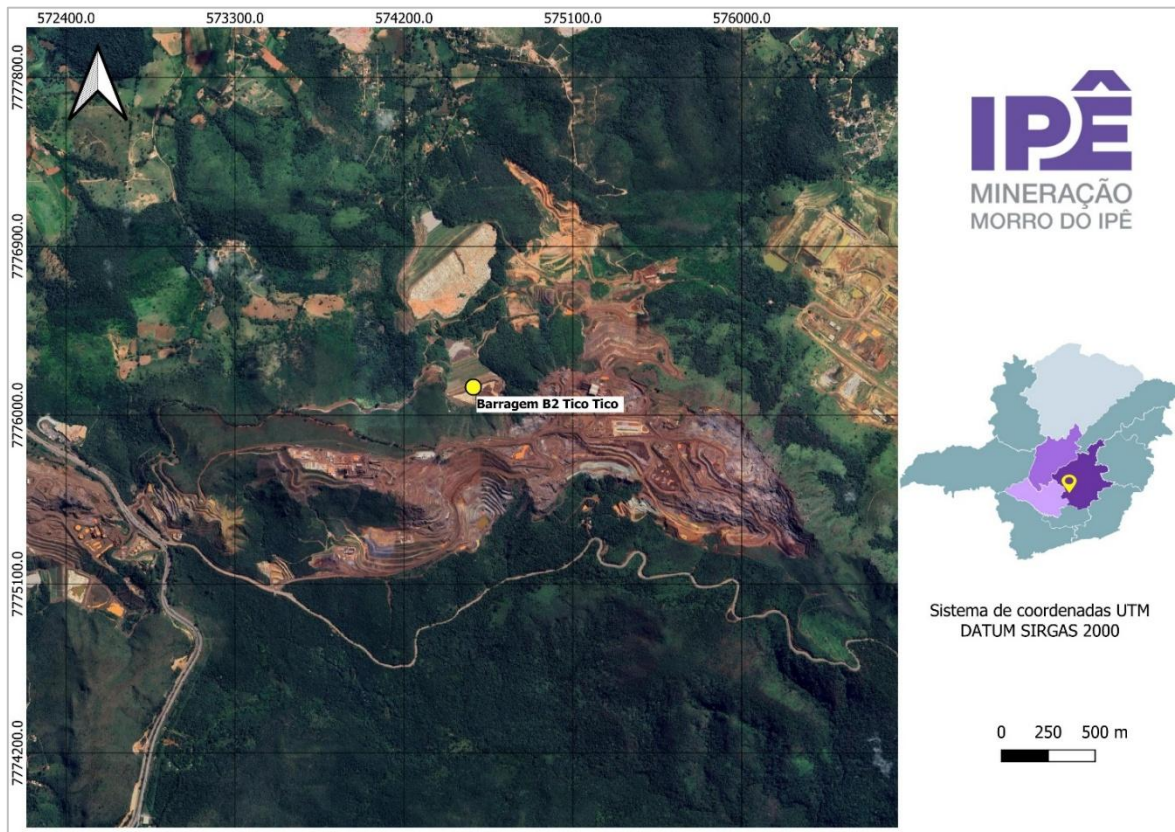 572400.0 573300.0 574200.0 575100.0 576000.0
7777800.0
7776900.0
7776000.0
7775100.0
7774200.0
Barragem B2 Tico Tico
IPÊ
MINERAÇÃO
MORRO DO IPÊ
Sistema de coordenadas UTM
DATUM SIRGAS 2000
0 250 500 m